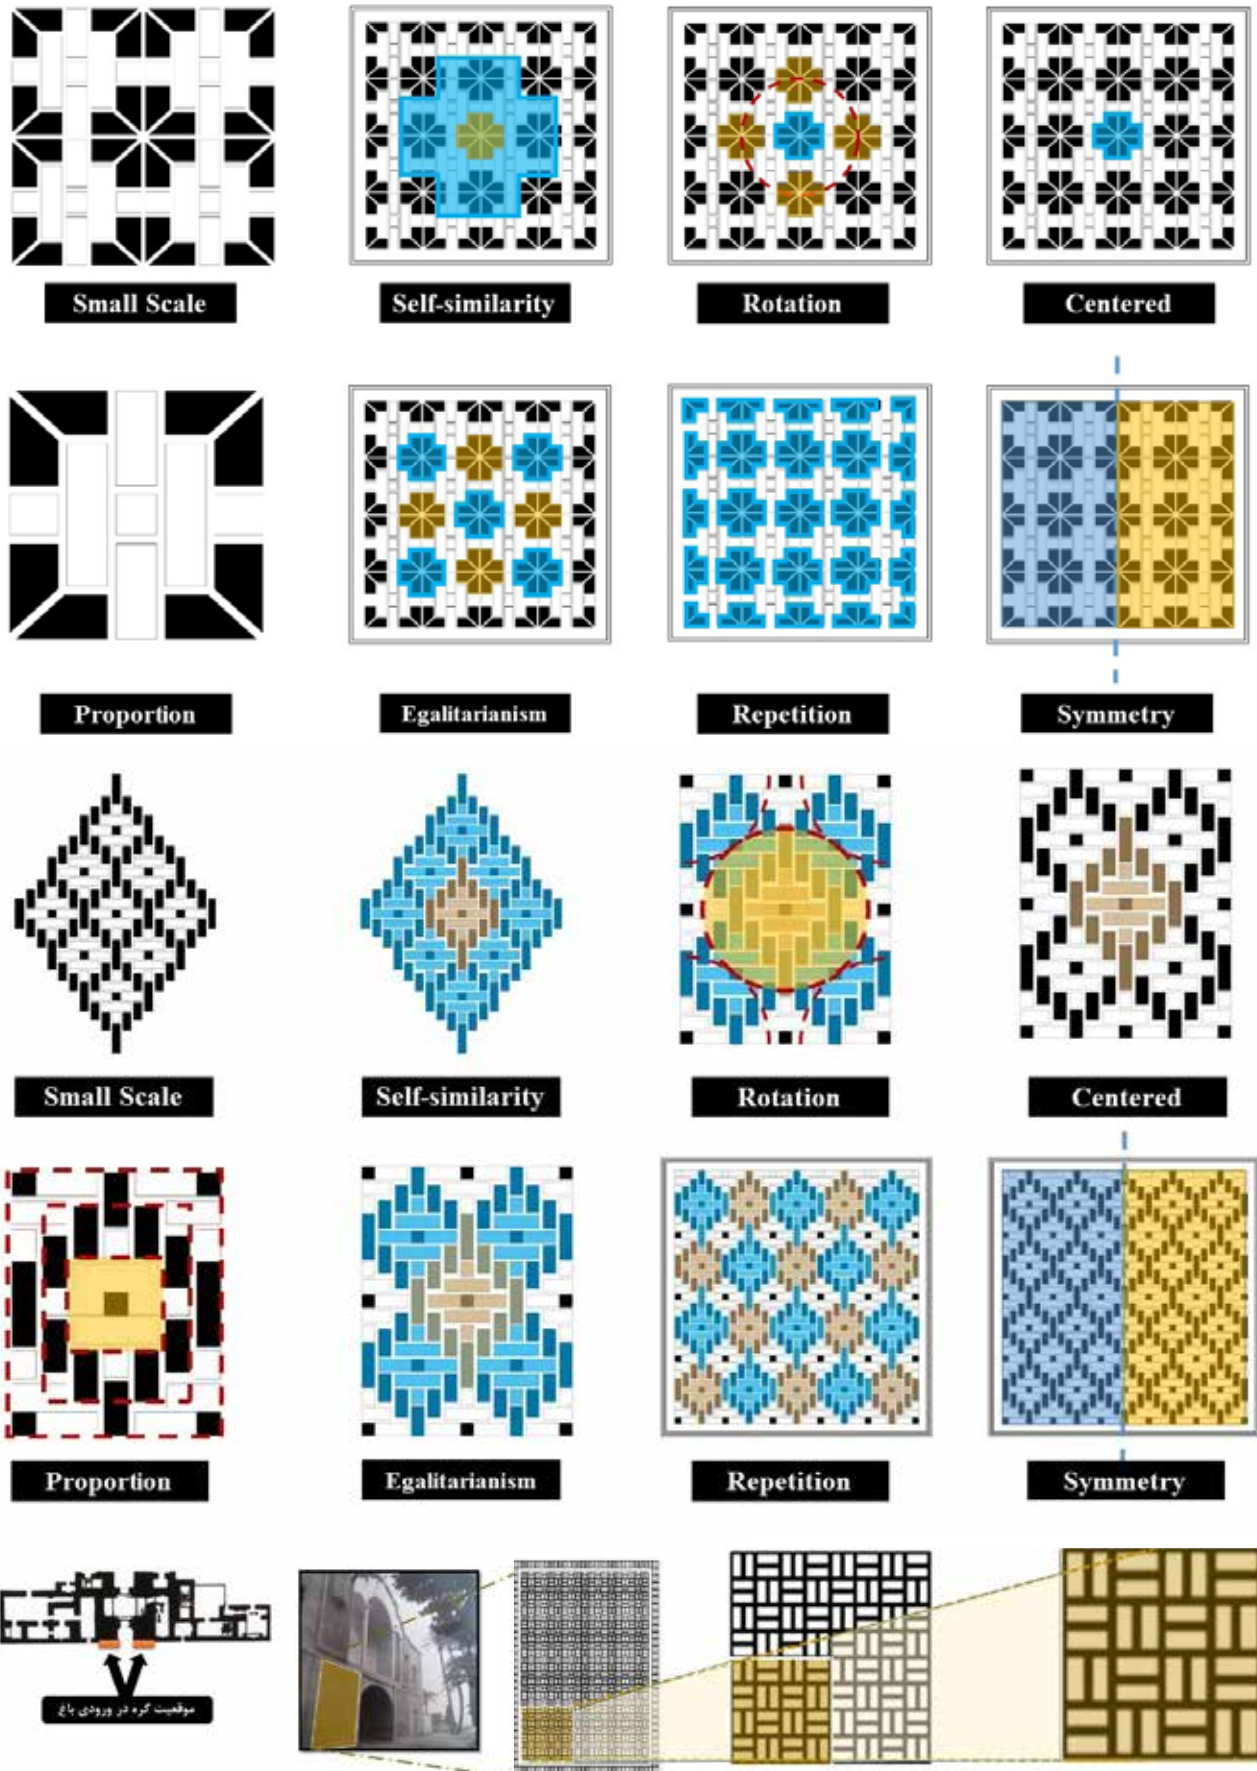 Small Scale
Self-similarity
Rotation
Centered
Proportion
Egalitarianism
Repetition
Symmetry
Small Scale
Self-similarity
Rotation
Centered
Proportion
Egalitarianism
Repetition
Symmetry
موقعیت گره در ورودی باغ